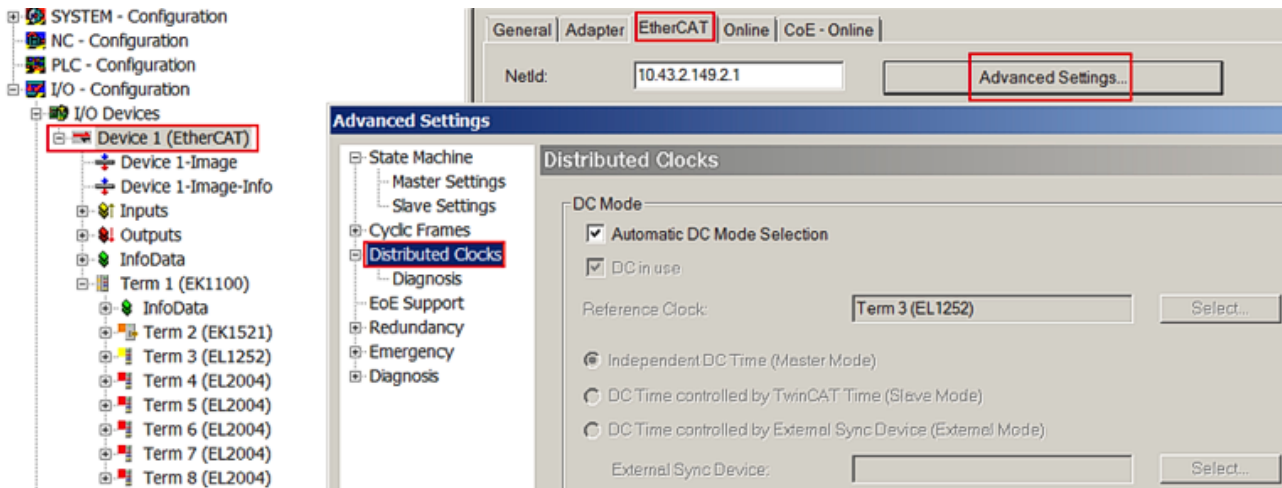 SYSTEM - Configuration
NC - Configuration
PLC - Configuration
I/O - Configuration
I/O Devices
Device 1 (EtherCAT)
Device 1-Image
Device 1-Image-Info
Inputs
Outputs
InfoData
Term 1 (EK1100)
InfoData
Term 2 (EK1521)
Term 3 (EL1252)
Term 4 (EL2004)
Term 5 (EL2004)
Term 6 (EL2004)
Term 7 (EL2004)
Term 8 (EL2004)
General Adapter EtherCAT Online CoE - Online
NetId: 10.43.2.149.2.1 Advanced Settings...
Advanced Settings
State Machine
Master Settings
Slave Settings
Cyclic Frames
Distributed Clocks
Diagnosis
EoE Support
Redundancy
Emergency
Diagnosis
Distributed Clocks
DC Mode
Automatic DC Mode Selection
DC in use
Reference Clock: Term 3 (EL1252) Select...
Independent DC Time (Master Mode)
DC Time controlled by TwinCAT Time (Slave Mode)
DC Time controlled by External Sync Device (External Mode)
External Sync Device: Select...